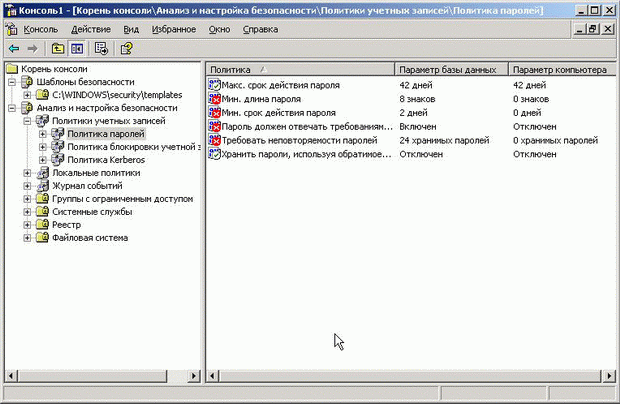 Консоль1 - [Корень консоли\Анализ и настройка безопасности\Политики учетных записей\Политика паролей]
Консоль Действие Вид Избранное Окно Справка
Корень консоли
Шаблоны безопасности
C:\WINDOWS\security\templates
Анализ и настройка безопасности
Политики учетных записей
Политика паролей
Политика блокировки учетной з
Политика Kerberos
Локальные политики
Журнал событий
Группы с ограниченным доступом
Системные службы
Реестр
Файловая система
Политика Параметр базы данных Параметр компьютера
Макс. срок действия пароля 42 дней 42 дней
Мин. длина пароля 8 знаков 0 знаков
Мин. срок действия пароля 2 дней 0 дней
Пароль должен отвечать требованиям... Включен Отключен
Требовать неповторяемости паролей 24 хранимых паролей 0 хранимых паролей
Хранить пароли, используя обратимое... Отключен Отключен